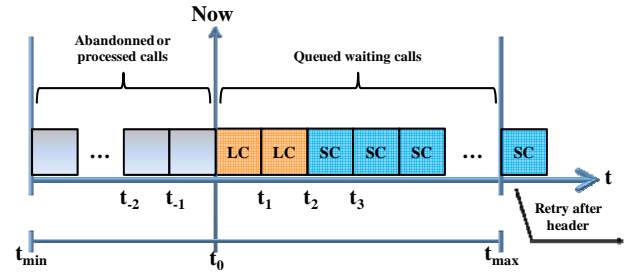 Now
Abandonned or
processed calls
Queued waiting calls
... LC LC SC SC SC ... SC
t
t-2 t-1 t1 t2 t3
Retry after
header
tmin t0 tmax